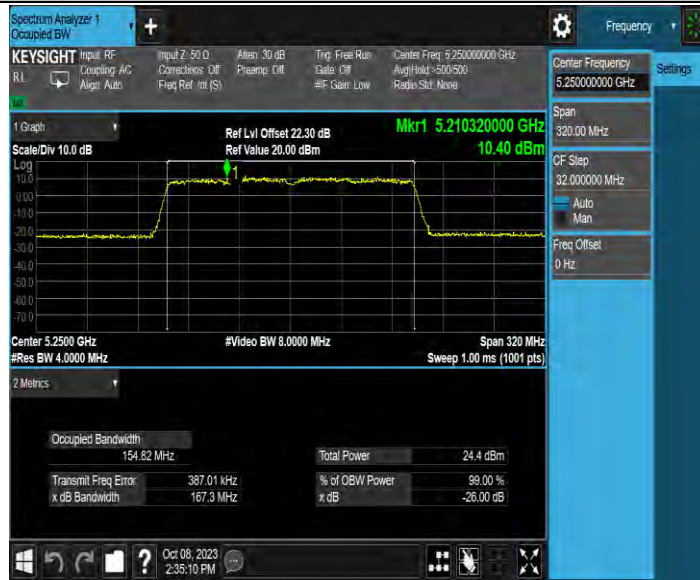 Spectrum Analyzer 1
Occupied BW
Frequency
KEYSIGHT
RL
Input: RF
Coupling: AC
Align: Auto
Input Z: 50 Ω
Corrections: Off
Freq Ref: Int (S)
Atten: 30 dB
Preamp: Off
Trig: Free Run
Gate: Off
#IF Gain: Low
Center Freq: 5.250000000 GHz
Avg|Hold:>500/500
Radio Std: None
Center Frequency
5.250000000 GHz
Settings
Span
320.00 MHz
CF Step
32.000000 MHz
Auto
Man
Freq Offset
0 Hz
1 Graph
Scale/Div 10.0 dB
Ref Lvl Offset 22.30 dB
Ref Value 20.00 dBm
Mkr1 5.210320000 GHz
10.40 dBm
Log
10.0
0.00
-10.0
-20.0
-30.0
-40.0
-50.0
-60.0
-70.0
1
Center 5.2500 GHz
#Video BW 8.0000 MHz
Span 320 MHz
#Res BW 4.0000 MHz
Sweep 1.00 ms (1001 pts)
2 Metrics
Occupied Bandwidth
154.82 MHz
Total Power
24.4 dBm
Transmit Freq Error
387.01 kHz
% of OBW Power
99.00 %
x dB Bandwidth
167.3 MHz
x dB
-26.00 dB
?
Oct 08, 2023
2:35:10 PM